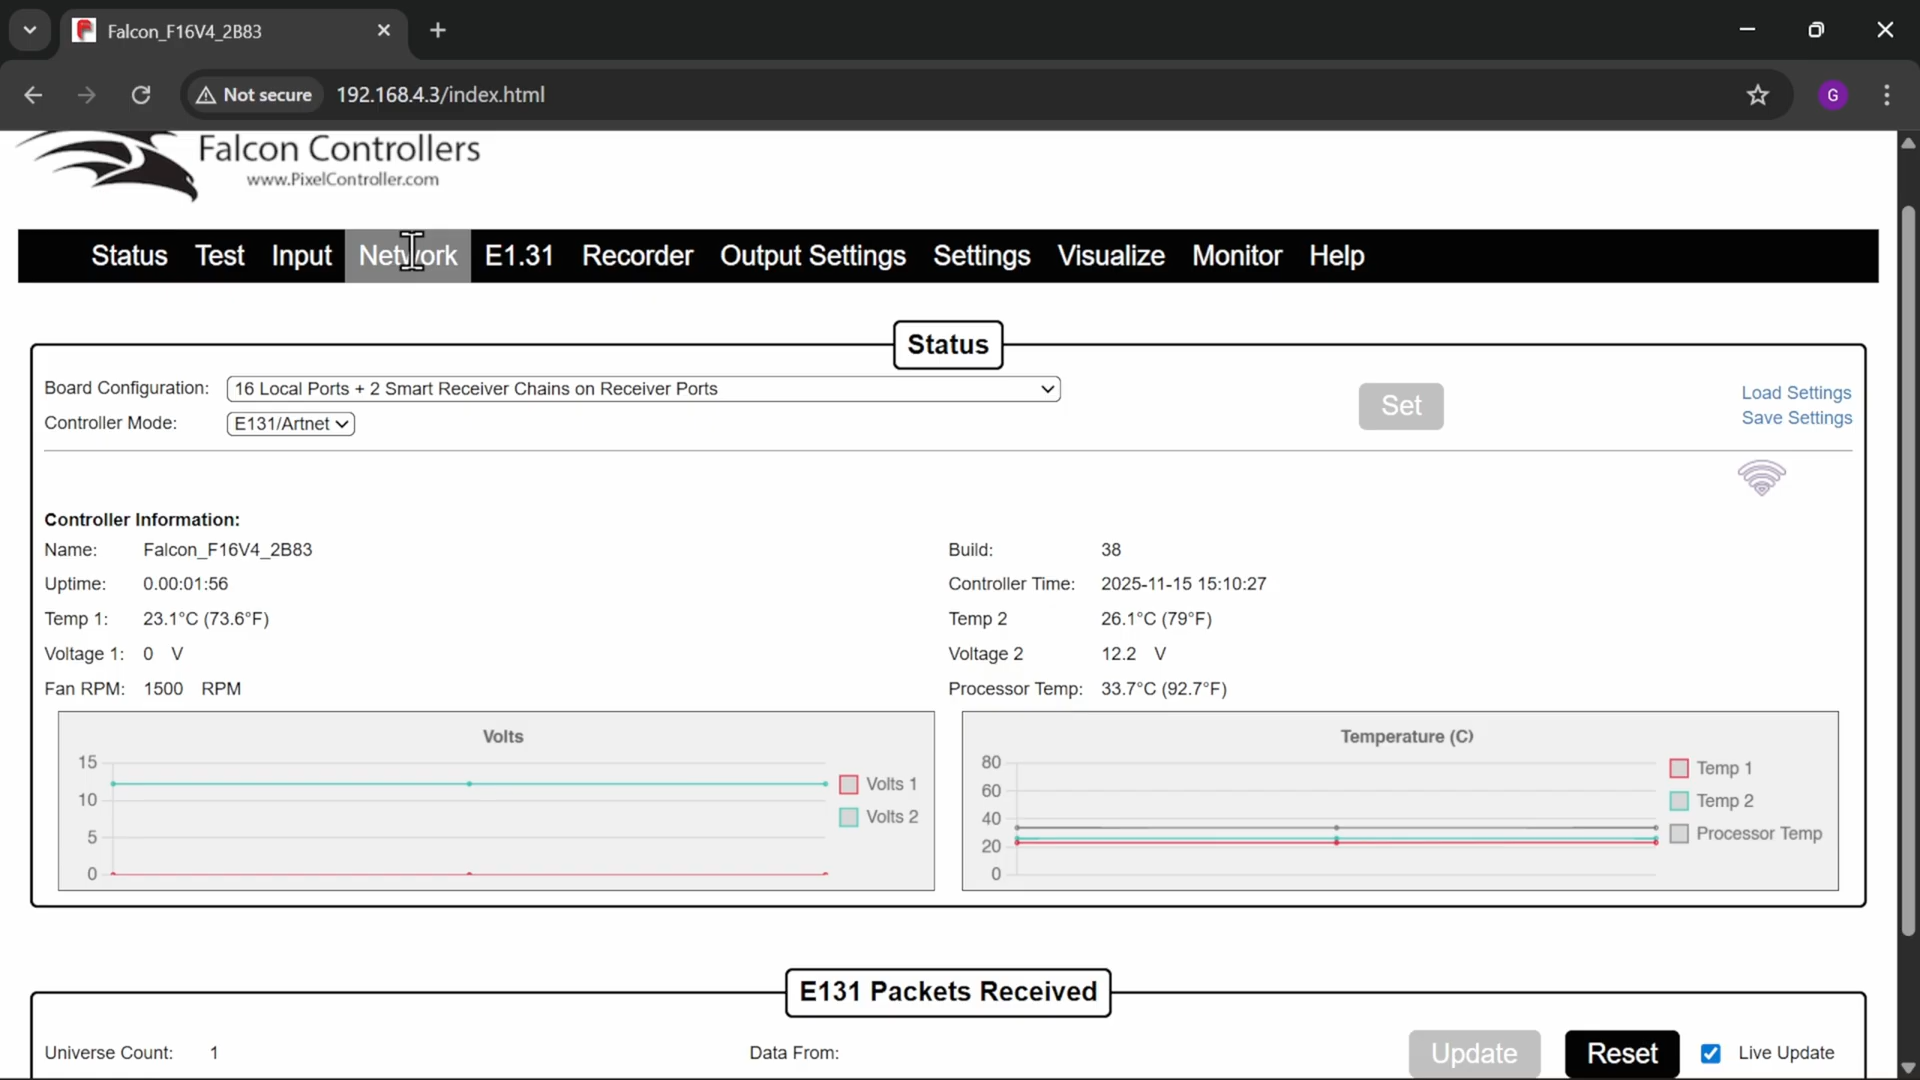 Falcon_F16V4_2B83
Not secure 192.168.4.3/index.html G
Falcon Controllers
www.PixelController.com
Status Test Input Network E1.31 Recorder Output Settings Settings Visualize Monitor Help
Status
Board Configuration: 16 Local Ports + 2 Smart Receiver Chains on Receiver Ports
Controller Mode: E131/Artnet
Set
Load Settings
Save Settings
Controller Information:
Name: Falcon_F16V4_2B83 Build: 38
Uptime: 0.00:01:56 Controller Time: 2025-11-15 15:10:27
Temp 1: 23.1°C (73.6°F) Temp 2 26.1°C (79°F)
Voltage 1: 0 V Voltage 2 12.2 V
Fan RPM: 1500 RPM Processor Temp: 33.7°C (92.7°F)
Volts
15
10
5
0
Volts 1
Volts 2
Temperature (C)
80
60
40
20
0
Temp 1
Temp 2
Processor Temp
E131 Packets Received
Universe Count: 1 Data From: Update Reset Live Update